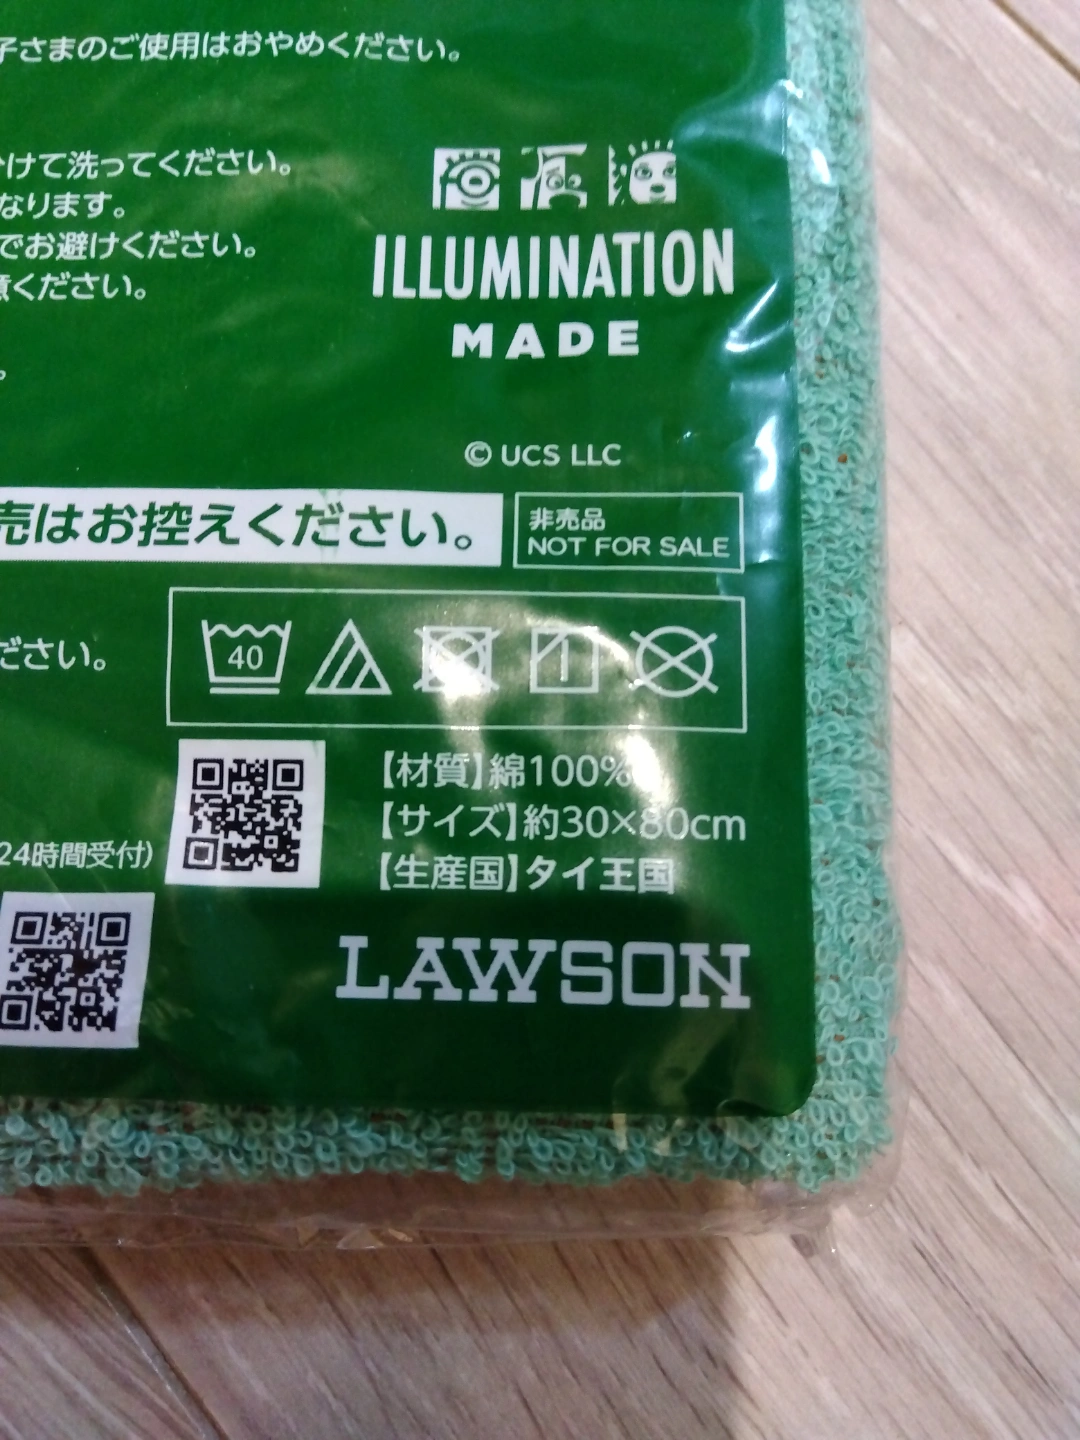 子さまのご使用はおやめください。
けて洗ってください。
なります。
でお避けください。
意ください。
。
ILLUMINATION
MADE
© UCS LLC
売はお控えください。
非売品
NOT FOR SALE
ださい。
40
【材質】綿100%
【サイズ】約30×80cm
【生産国】タイ王国
24時間受付)
LAWSON